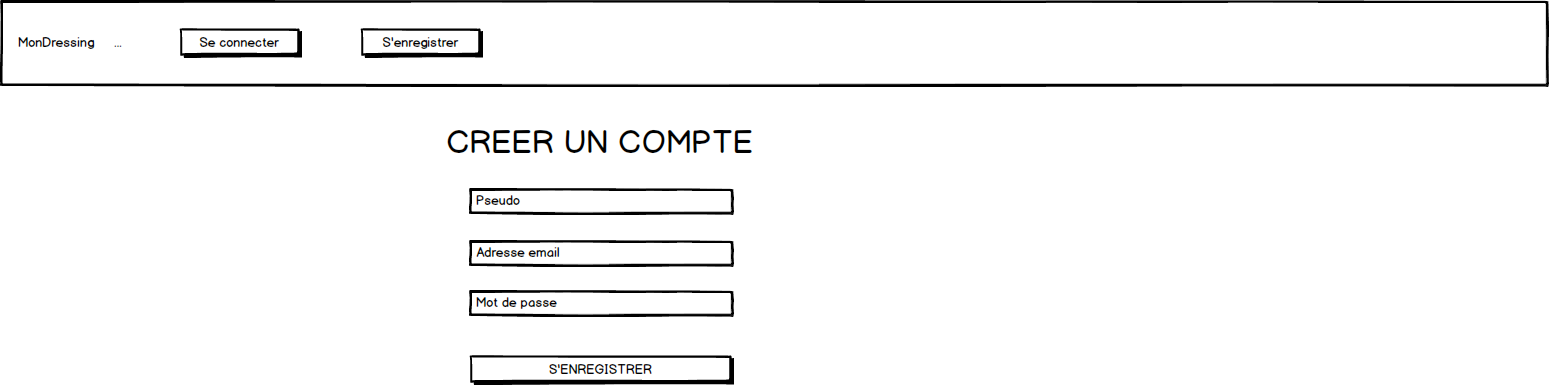 MonDressing ... Se connecter S'enregistrer
CREER UN COMPTE
Pseudo
Adresse email
Mot de passe
S'ENREGISTRER